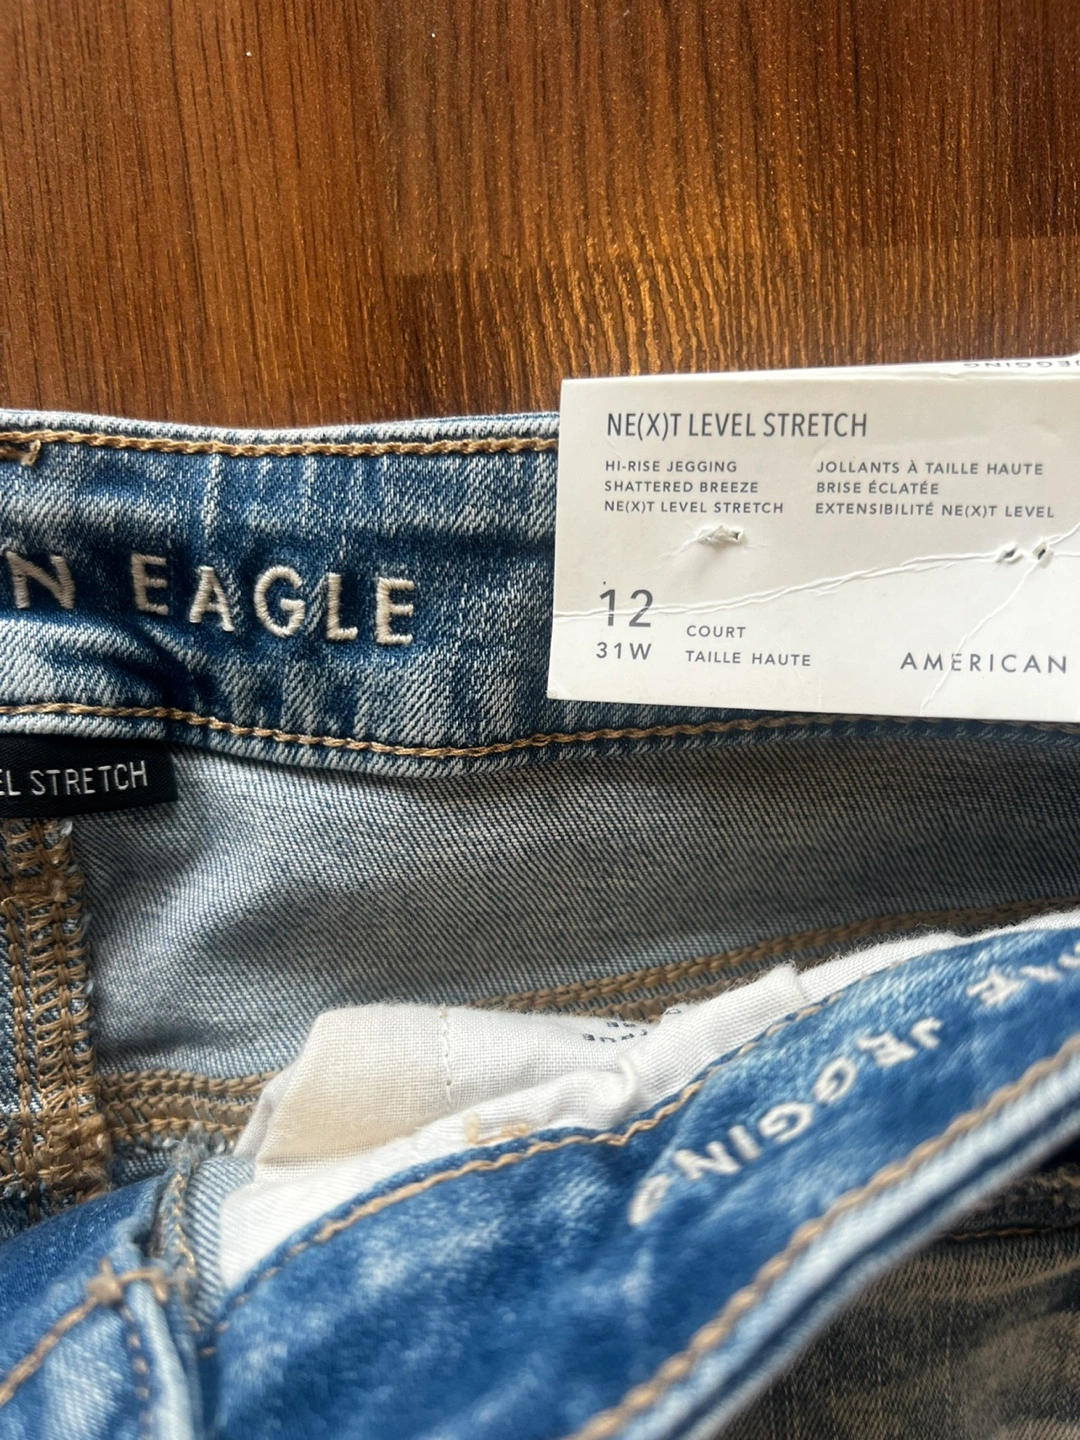 JEGGING
NE(X)T LEVEL STRETCH
HI-RISE JEGGING
SHATTERED BREEZE
NE(X)T LEVEL STRETCH
JOLLANTS À TAILLE HAUTE
BRISE ÉCLATÉE
EXTENSIBILITÉ NE(X)T LEVEL
12
31W
COURT
TAILLE HAUTE
AMERICAN
N EAGLE
EL STRETCH
JEGGING